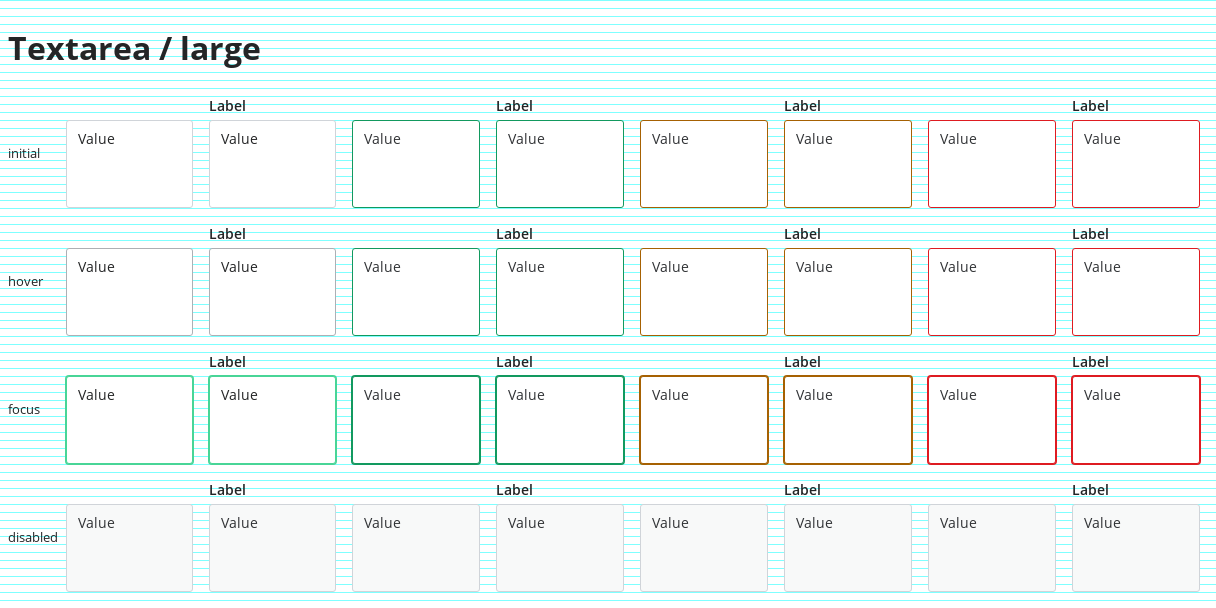 Textarea / large
Label Label Label Label
initial Value Value Value Value Value Value Value Value
Label Label Label Label
hover Value Value Value Value Value Value Value Value
Label Label Label Label
focus Value Value Value Value Value Value Value Value
Label Label Label Label
disabled Value Value Value Value Value Value Value Value